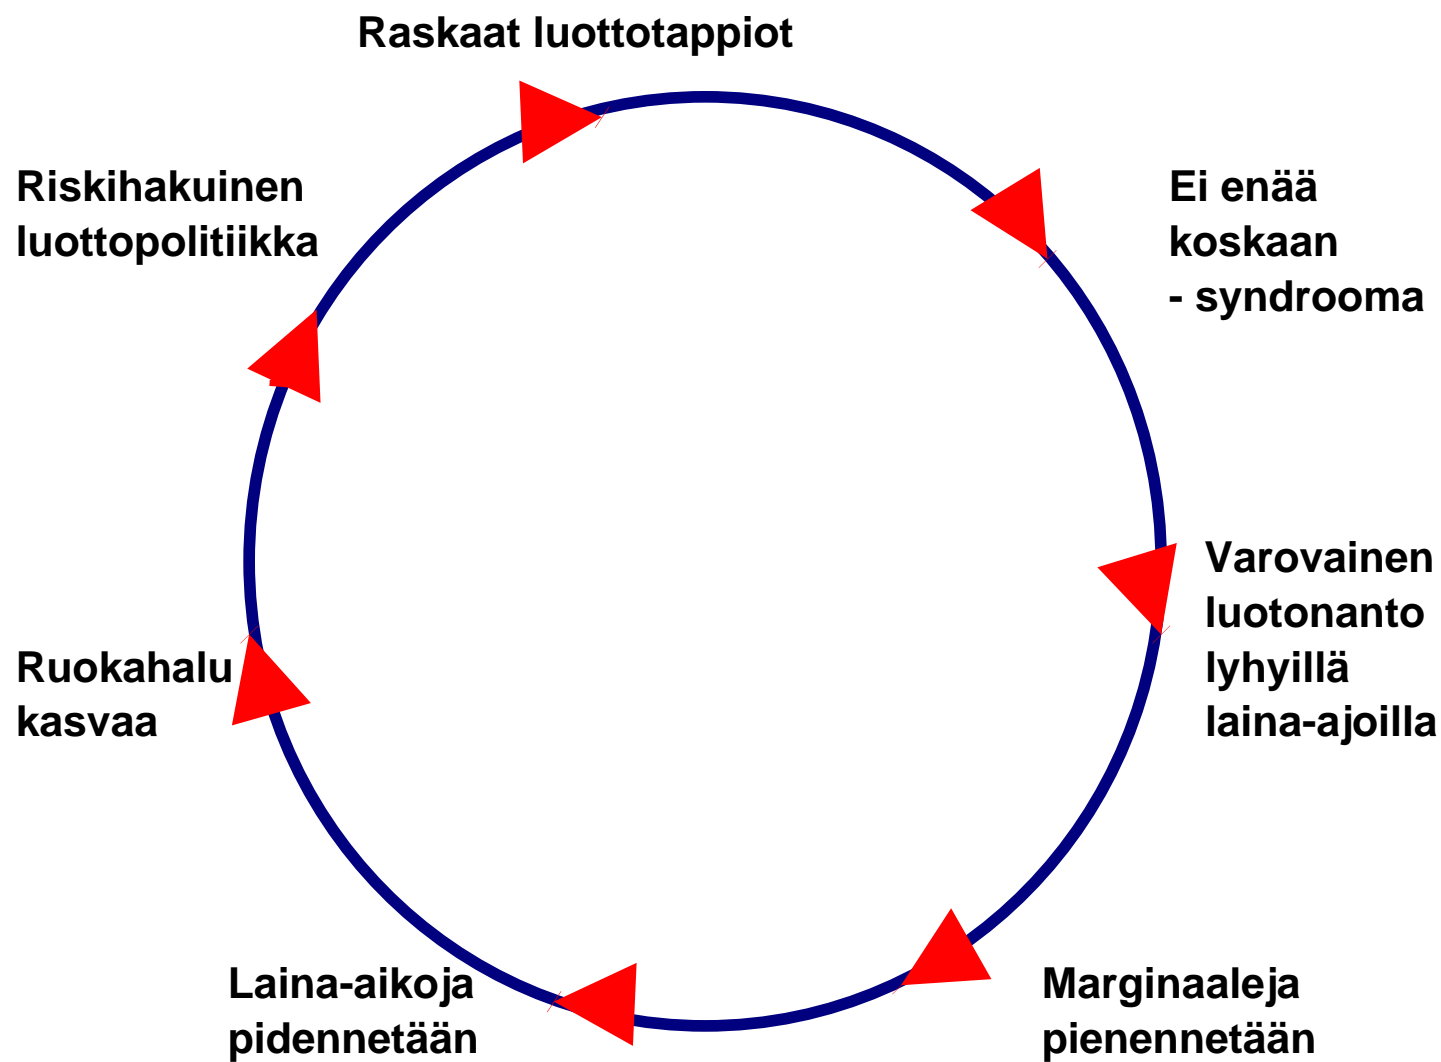 Raskaat luottotappiot
Ei enää
koskaan
- syndrooma
Varovainen
luotonanto
lyhyillä
laina-ajoilla
Marginaaleja
pienennetään
Laina-aikoja
pidennetään
Ruokahalu
kasvaa
Riskihakuinen
luottopolitiikka